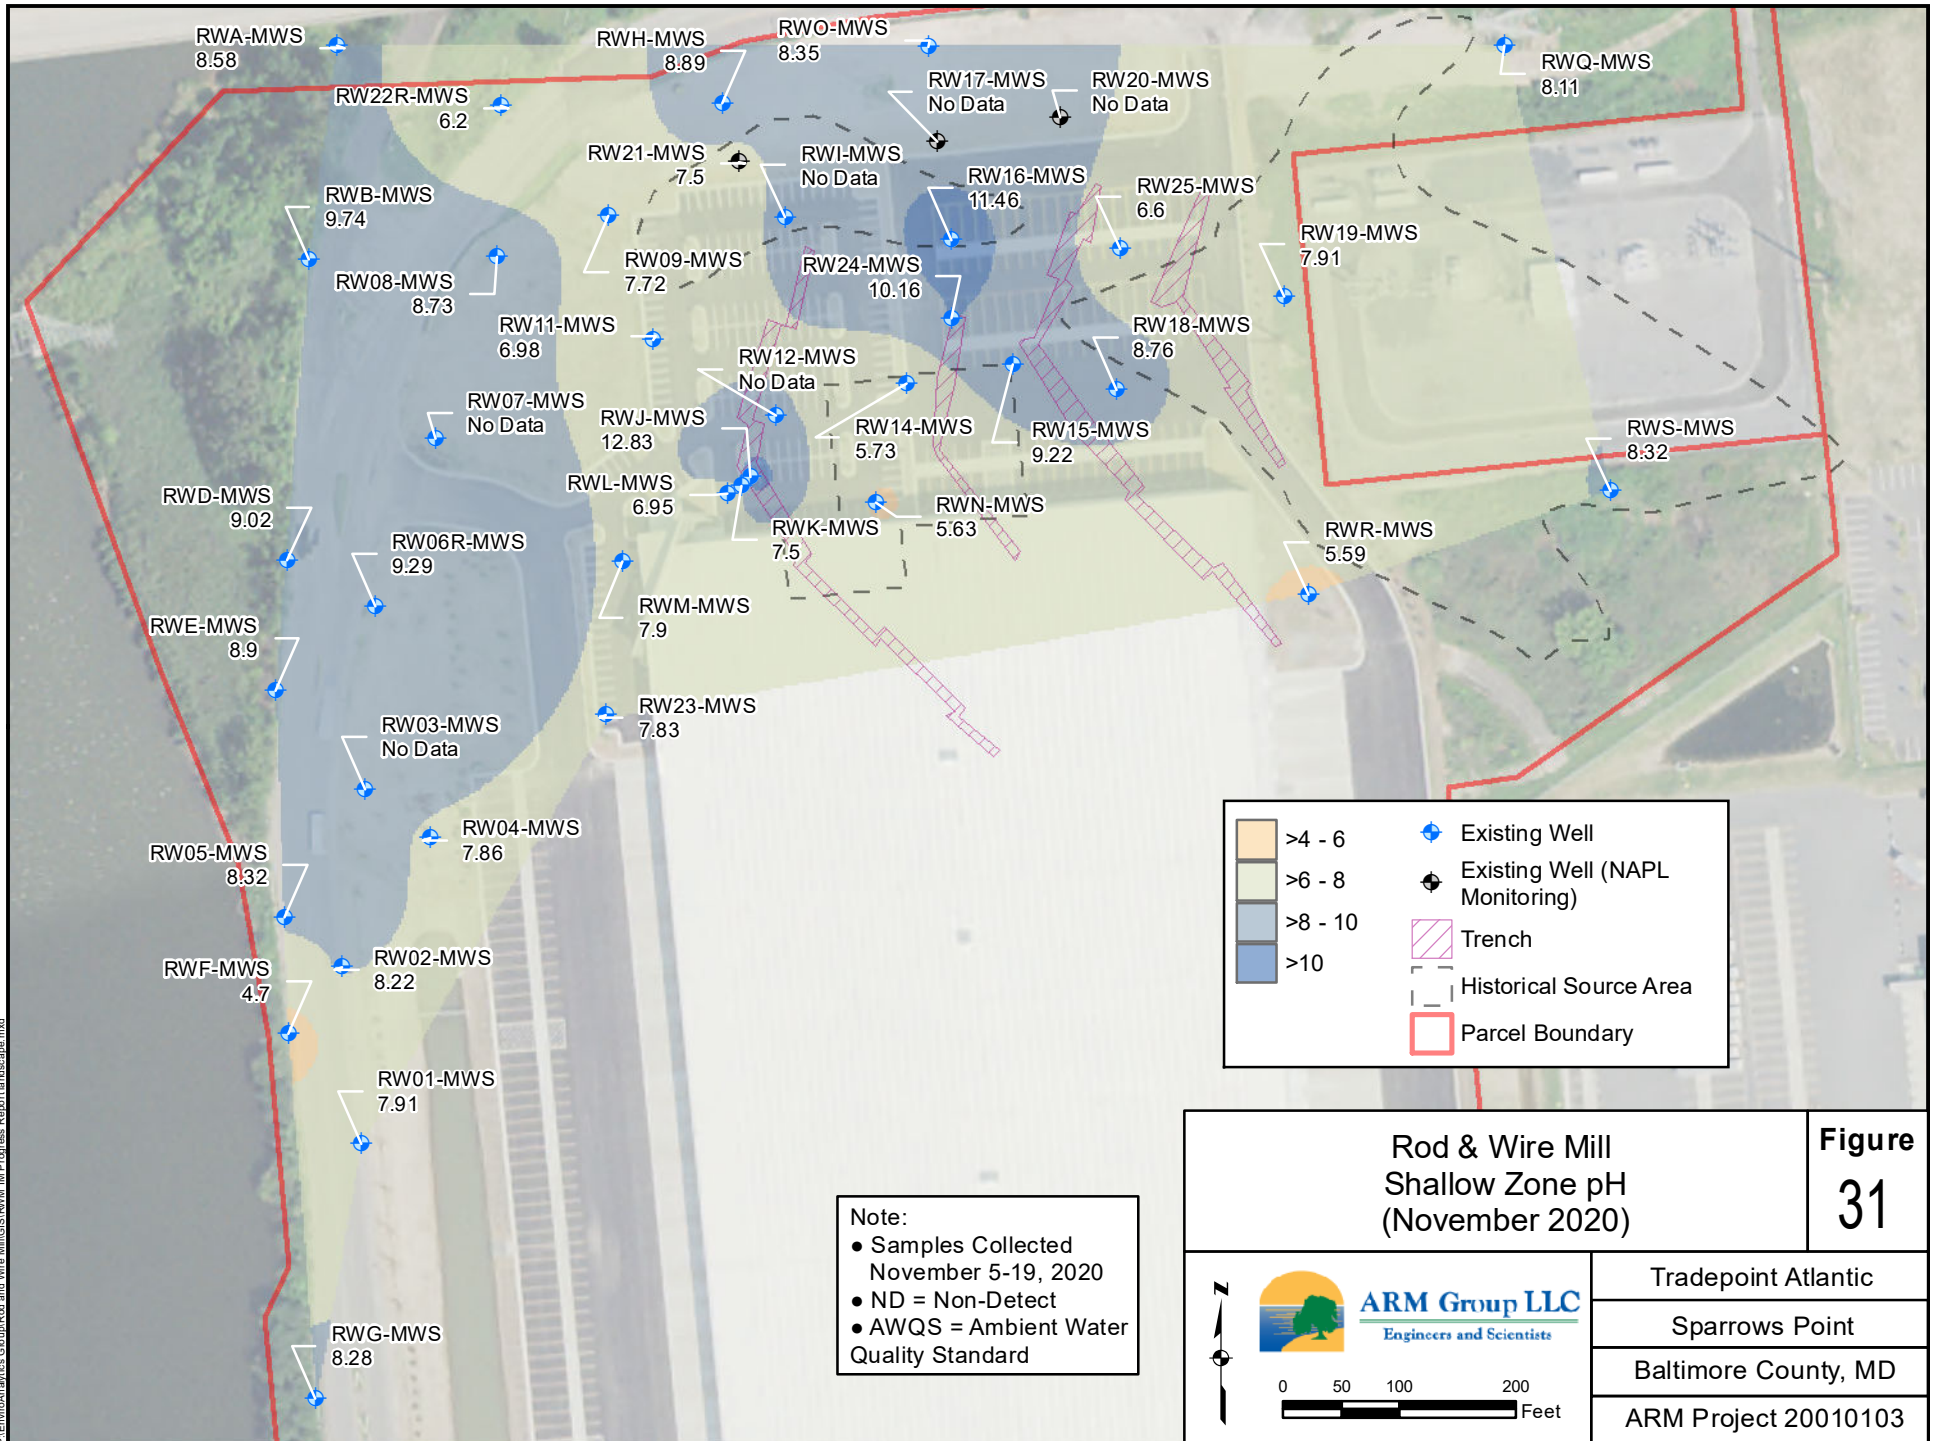 RWA-MWS
8.58
RWH-MWS
8.89
RWO-MWS
8.35
RW17-MWS
No Data
RW20-MWS
No Data
RWQ-MWS
8.11
RW22R-MWS
6.2
RW21-MWS
7.5
RWI-MWS
No Data
RW16-MWS
11.46
RW25-MWS
6.6
RWB-MWS
9.74
RW19-MWS
7.91
RW09-MWS
7.72
RW24-MWS
10.16
RW08-MWS
8.73
RW11-MWS
6.98
RW18-MWS
8.76
RW12-MWS
No Data
RW07-MWS
No Data
RWJ-MWS
12.83
RW14-MWS
5.73
RW15-MWS
9.22
RWS-MWS
8.32
RWL-MWS
6.95
RWD-MWS
9.02
RWN-MWS
5.63
RWK-MWS
7.5
RWR-MWS
5.59
RW06R-MWS
9.29
RWM-MWS
7.9
RWE-MWS
8.9
RW23-MWS
7.83
RW03-MWS
No Data
RW04-MWS
7.86
RW05-MWS
8.32
RW02-MWS
8.22
RWF-MWS
4.7
RW01-MWS
7.91
RWG-MWS
8.28
>4 - 6
>6 - 8
>8 - 10
>10
Existing Well
Existing Well (NAPL
Monitoring)
Trench
Historical Source Area
Parcel Boundary
Note:
● Samples Collected
November 5-19, 2020
● ND = Non-Detect
● AWQS = Ambient Water
Quality Standard
Rod & Wire Mill
Shallow Zone pH
(November 2020)
Figure
31
Z
ARM Group LLC
Engineers and Scientists
0 50 100 200
Feet
Tradepoint Atlantic
Sparrows Point
Baltimore County, MD
ARM Project 20010103